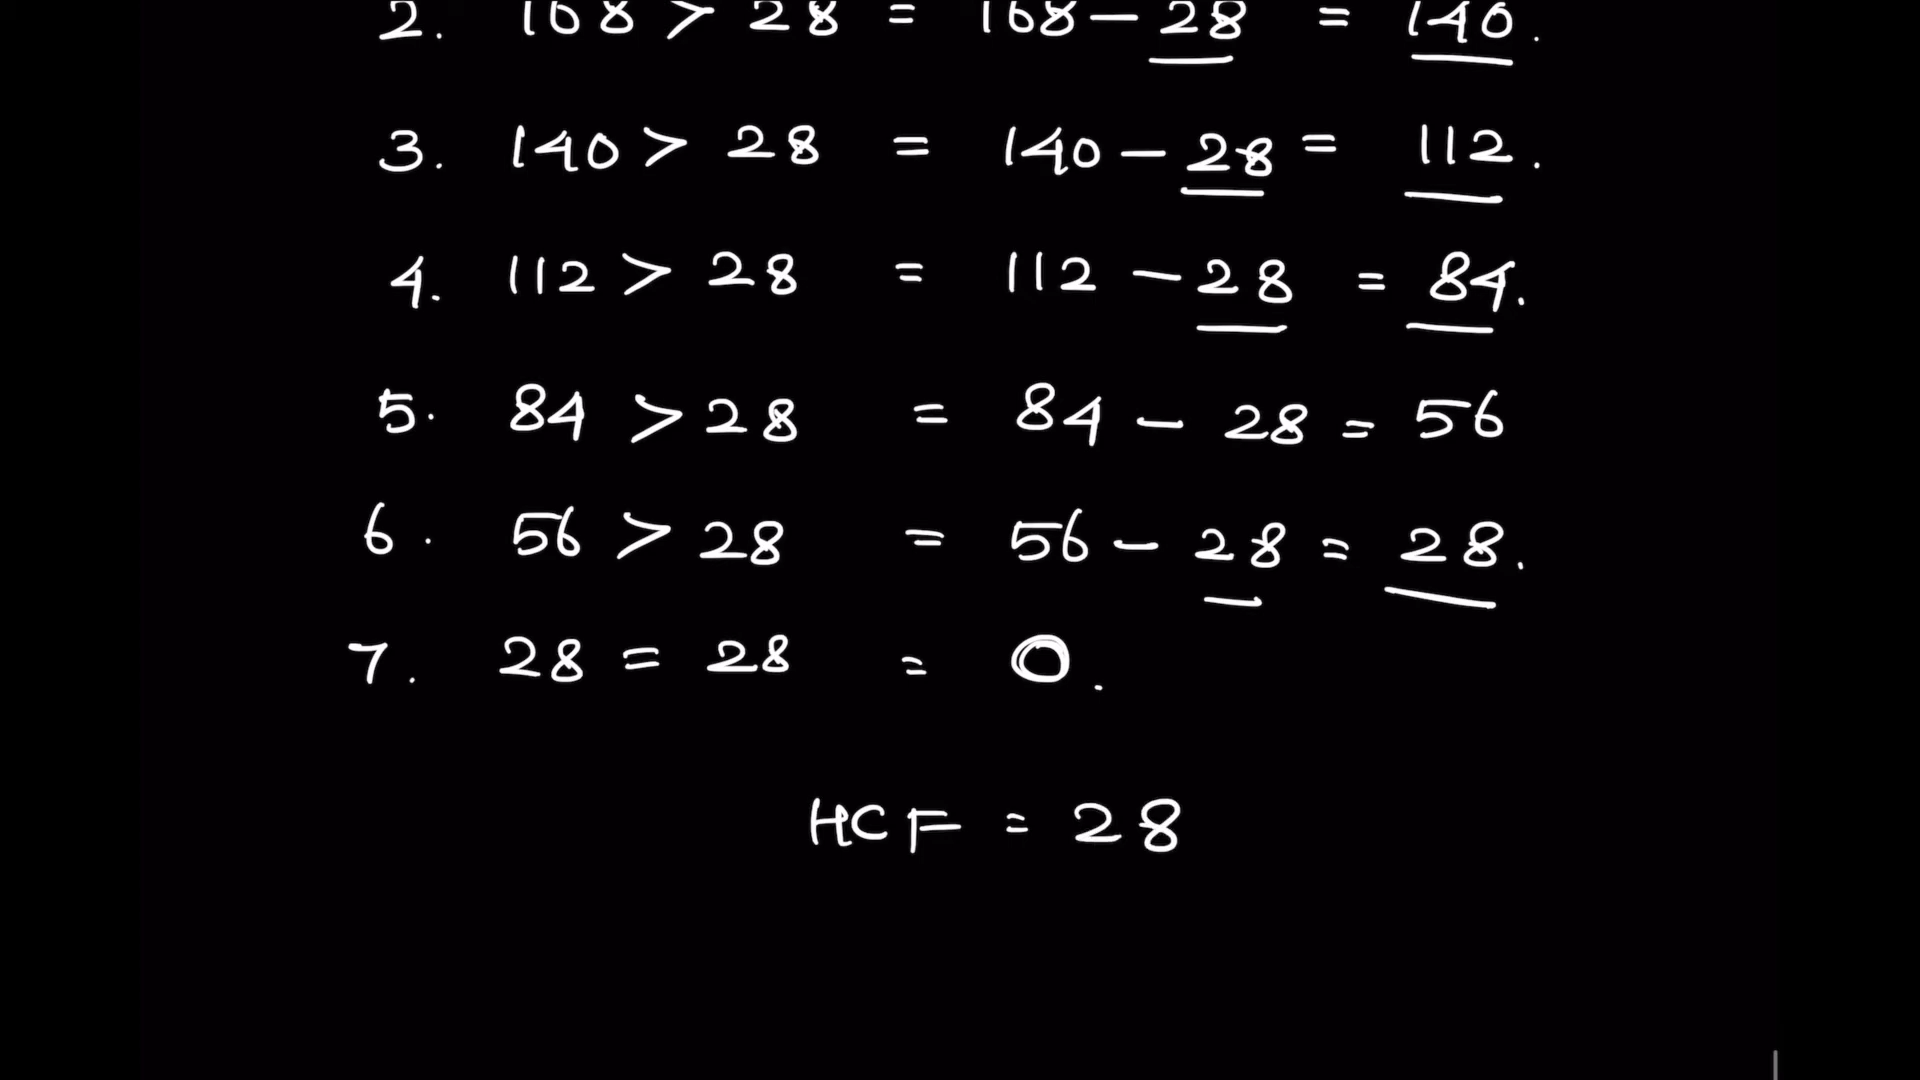 2. 168 > 28 = 168 - 28 = 140.
3. 140 > 28 = 140 - 28 = 112.
4. 112 > 28 = 112 - 28 = 84.
5. 84 > 28 = 84 - 28 = 56
6. 56 > 28 = 56 - 28 = 28.
7. 28 = 28 = 0.
HCF = 28